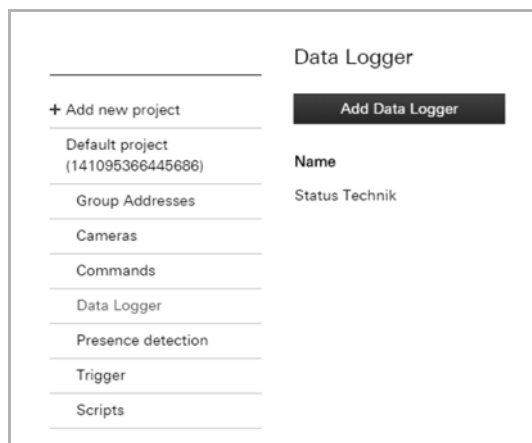 + Add new project
Default project
(141095366445686)
Group Addresses
Cameras
Commands
Data Logger
Presence detection
Trigger
Scripts
Data Logger
Add Data Logger
Name
Status Technik